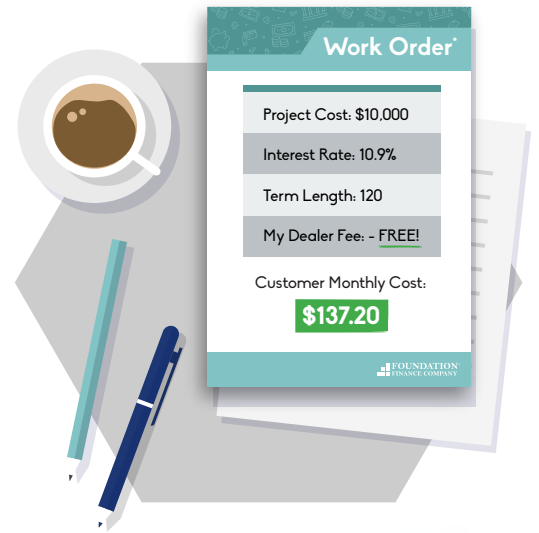 Work Order*
Project Cost: $10,000
Interest Rate: 10.9%
Term Length: 120
My Dealer Fee: - FREE!
Customer Monthly Cost:
$137.20
FOUNDATION
FINANCE COMPANY